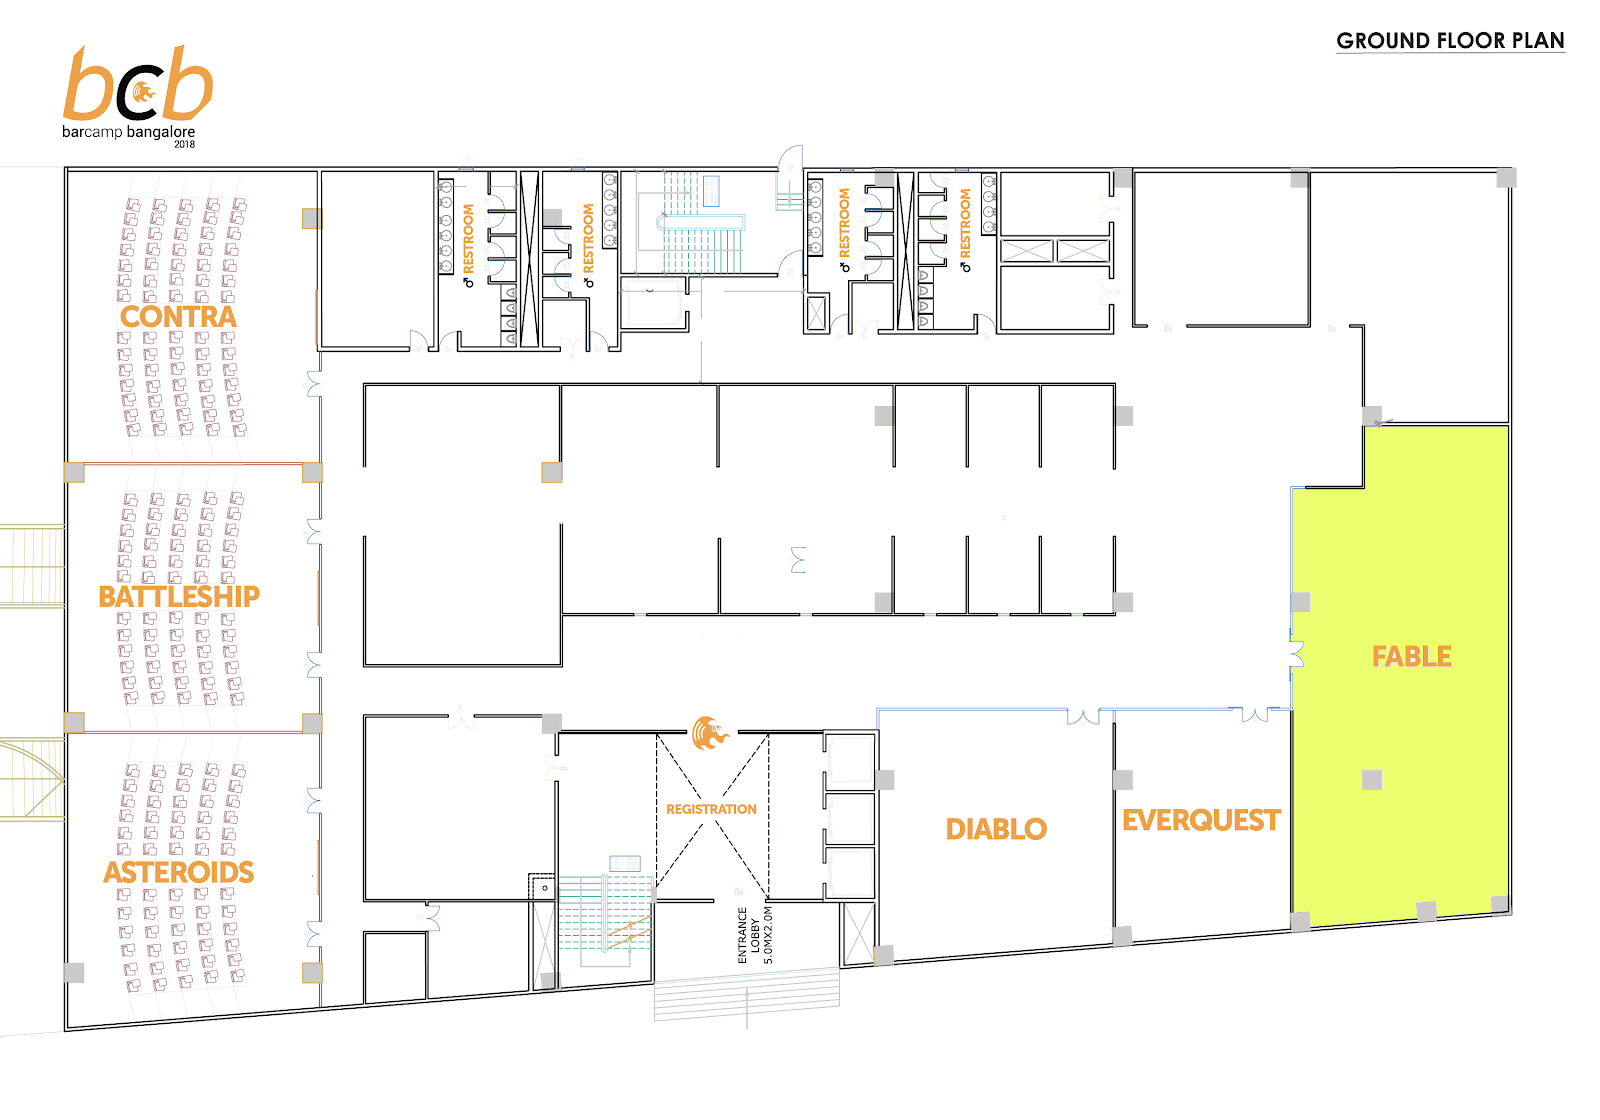 GROUND FLOOR PLAN
bcb
barcamp bangalore
2018
RESTROOM
RESTROOM
RESTROOM
RESTROOM
CONTRA
BATTLESHIP
FABLE
REGISTRATION
DIABLO
EVERQUEST
ASTEROIDS
ENTRANCE
LOBBY
5.0MX2.0M